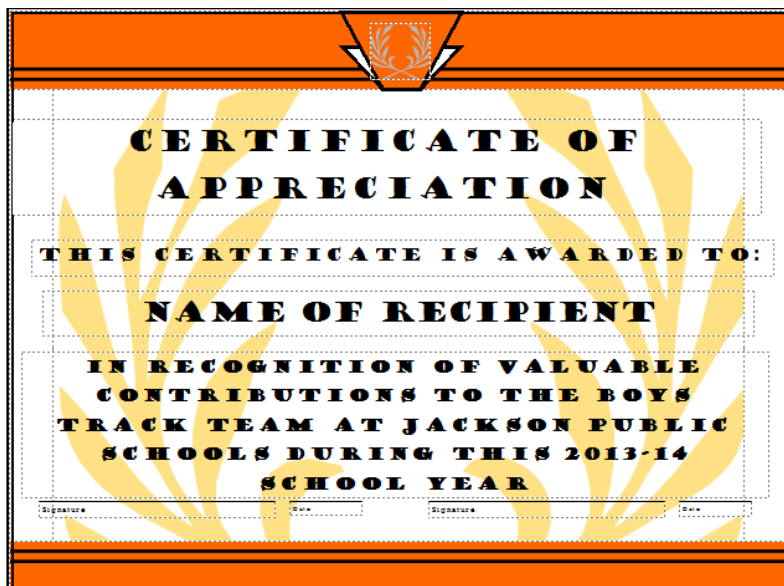 CERTIFICATE OF
APPRECIATION
THIS CERTIFICATE IS AWARDED TO:
NAME OF RECIPIENT
IN RECOGNITION OF VALUABLE
CONTRIBUTIONS TO THE BOYS
TRACK TEAM AT JACKSON PUBLIC
SCHOOLS DURING THIS 2013-14
SCHOOL YEAR
Signature Date Signature Date